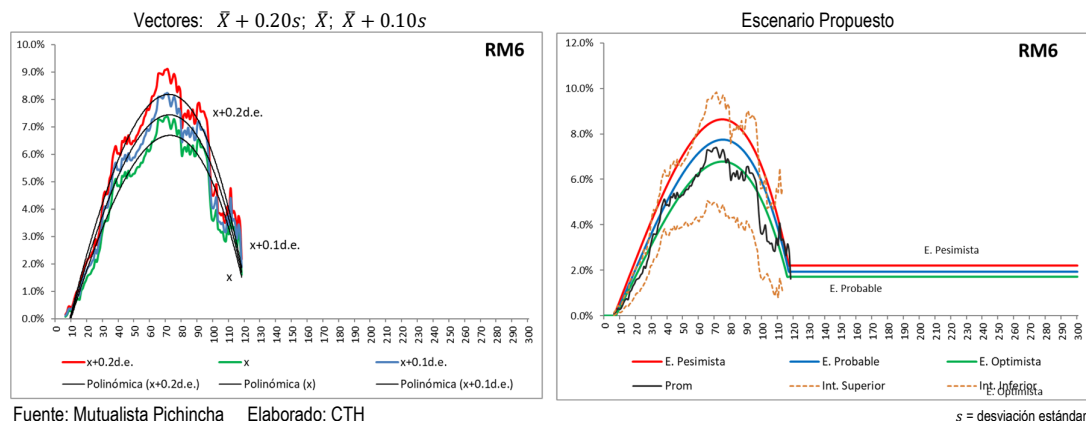 Vectores: X̄ + 0.20s; X̄; X̄ + 0.10s
Escenario Propuesto
RM6
10.0%
9.0%
8.0%
7.0%
6.0%
5.0%
4.0%
3.0%
2.0%
1.0%
0.0%
x+0.2d.e.
x+0.1d.e.
x
0 10 20 30 40 50 60 70 80 90 100 110 120 130 140 150 160 170 180 190 200 210 220 230 240 250 260 270 280 290 300
x+0.2d.e. x x+0.1d.e.
Polinómica (x+0.2d.e.) Polinómica (x) Polinómica (x+0.1d.e.)
RM6
12.0%
10.0%
8.0%
6.0%
4.0%
2.0%
0.0%
E. Pesimista
E. Probable
0 10 20 30 40 50 60 70 80 90 100 110 120 130 140 150 160 170 180 190 200 210 220 230 240 250 260 270 280 290 300
E. Pesimista E. Probable E. Optimista
Prom Int. Superior Int. Inferior
E. Optimista
Fuente: Mutualista Pichincha Elaborado: CTH
s = desviación estándar